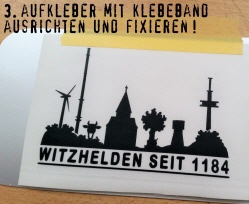 3. AUFKLEBER MIT KLEBEBAND
AUSRICHTEN UND FIXIEREN!
WITZHELDEN SEIT 1184